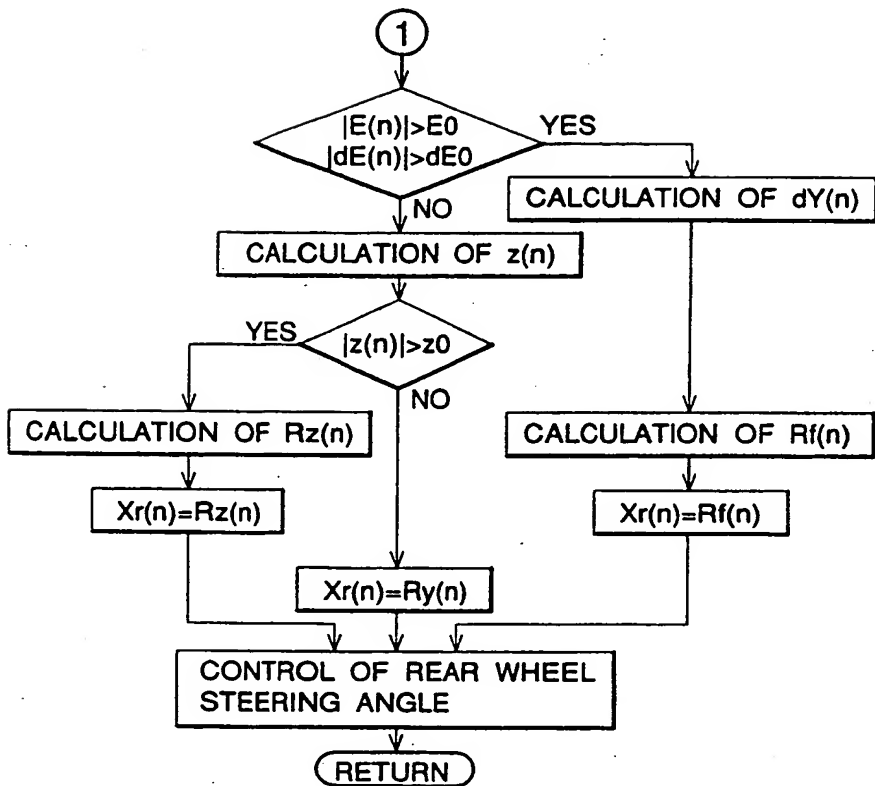 1
|E(n)|>E0
|dE(n)|>dE0
YES
NO
CALCULATION OF dY(n)
CALCULATION OF z(n)
YES
|z(n)|>z0
NO
CALCULATION OF Rz(n)
CALCULATION OF Rf(n)
Xr(n)=Rz(n)
Xr(n)=Rf(n)
Xr(n)=Ry(n)
CONTROL OF REAR WHEEL
STEERING ANGLE
RETURN